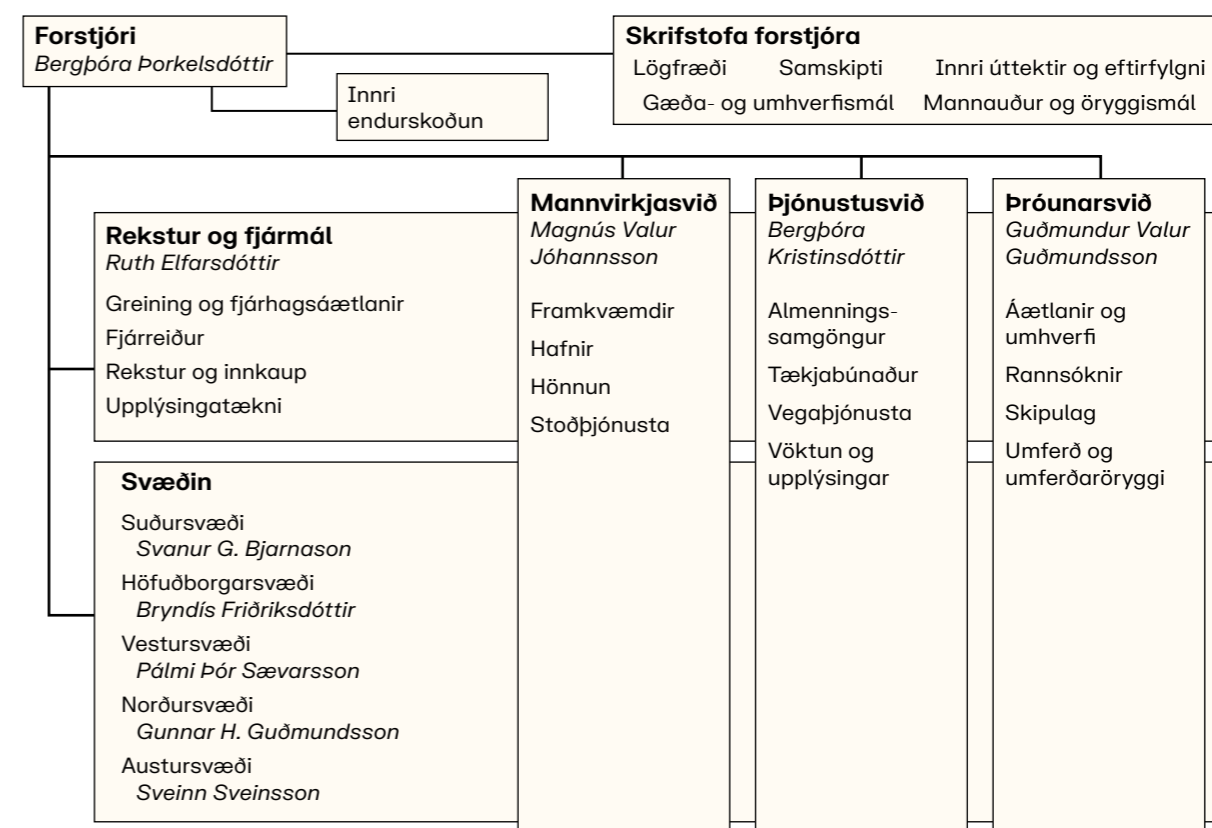 Forstjóri
Bergþóra Þorkelsdóttir
Skrifstofa forstjóra
Lögfræði Samskipti Innri úttektir og eftirfylgni
Gæða- og umhverfismál Mannauður og öryggismál
Innri
endurskoðun
Rekstur og fjármál
Ruth Elfarsdóttir
Greining og fjárhagsáætlanir
Fjárreiður
Rekstur og innkaup
Upplýsingatækni
Mannvirkjasvið
Magnús Valur
Jóhannsson
Framkvæmdir
Hafnir
Hönnun
Stoðþjónusta
Þjónustusvið
Bergþóra
Kristinsdóttir
Almennings-
samgöngur
Tækjabúnaður
Vegaþjónusta
Vöktun og
upplýsingar
Þróunarsvið
Guðmundur Valur
Guðmundsson
Áætlanir og
umhverfi
Rannsóknir
Skipulag
Umferð og
umferðaröryggi
Svæðin
Suðursvæði
Svanur G. Bjarnason
Höfuðborgarsvæði
Bryndís Friðriksdóttir
Vestursvæði
Pálmi Þór Sævarsson
Norðursvæði
Gunnar H. Guðmundsson
Austursvæði
Sveinn Sveinsson